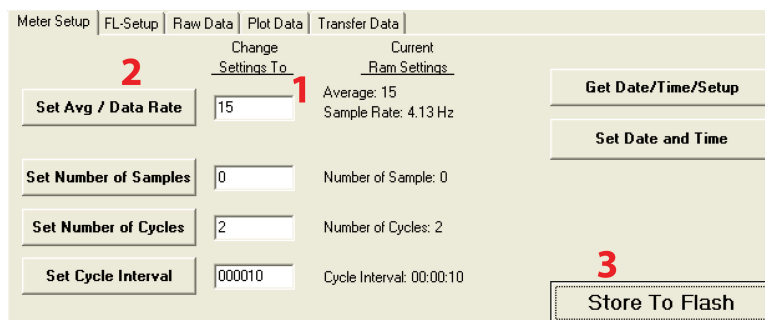 Meter Setup FL-Setup Raw Data Plot Data Transfer Data
Change
Settings To
Current
Ram Settings
2
1
Set Avg / Data Rate
15
Average: 15
Sample Rate: 4.13 Hz
Get Date/Time/Setup
Set Date and Time
Set Number of Samples
0
Number of Sample: 0
Set Number of Cycles
2
Number of Cycles: 2
Set Cycle Interval
000010
Cycle Interval: 00:00:10
3
Store To Flash